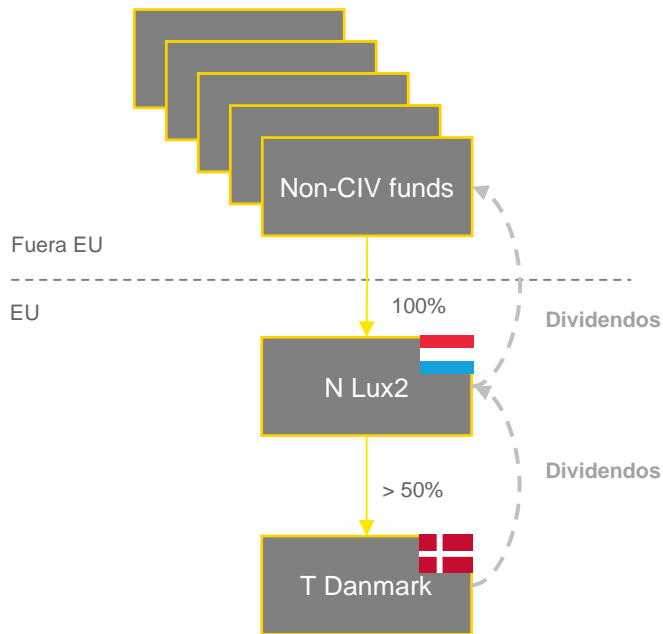 Non-CIV funds
Fuera EU
EU
100%
Dividendos
N Lux2
Dividendos
> 50%
T Danmark